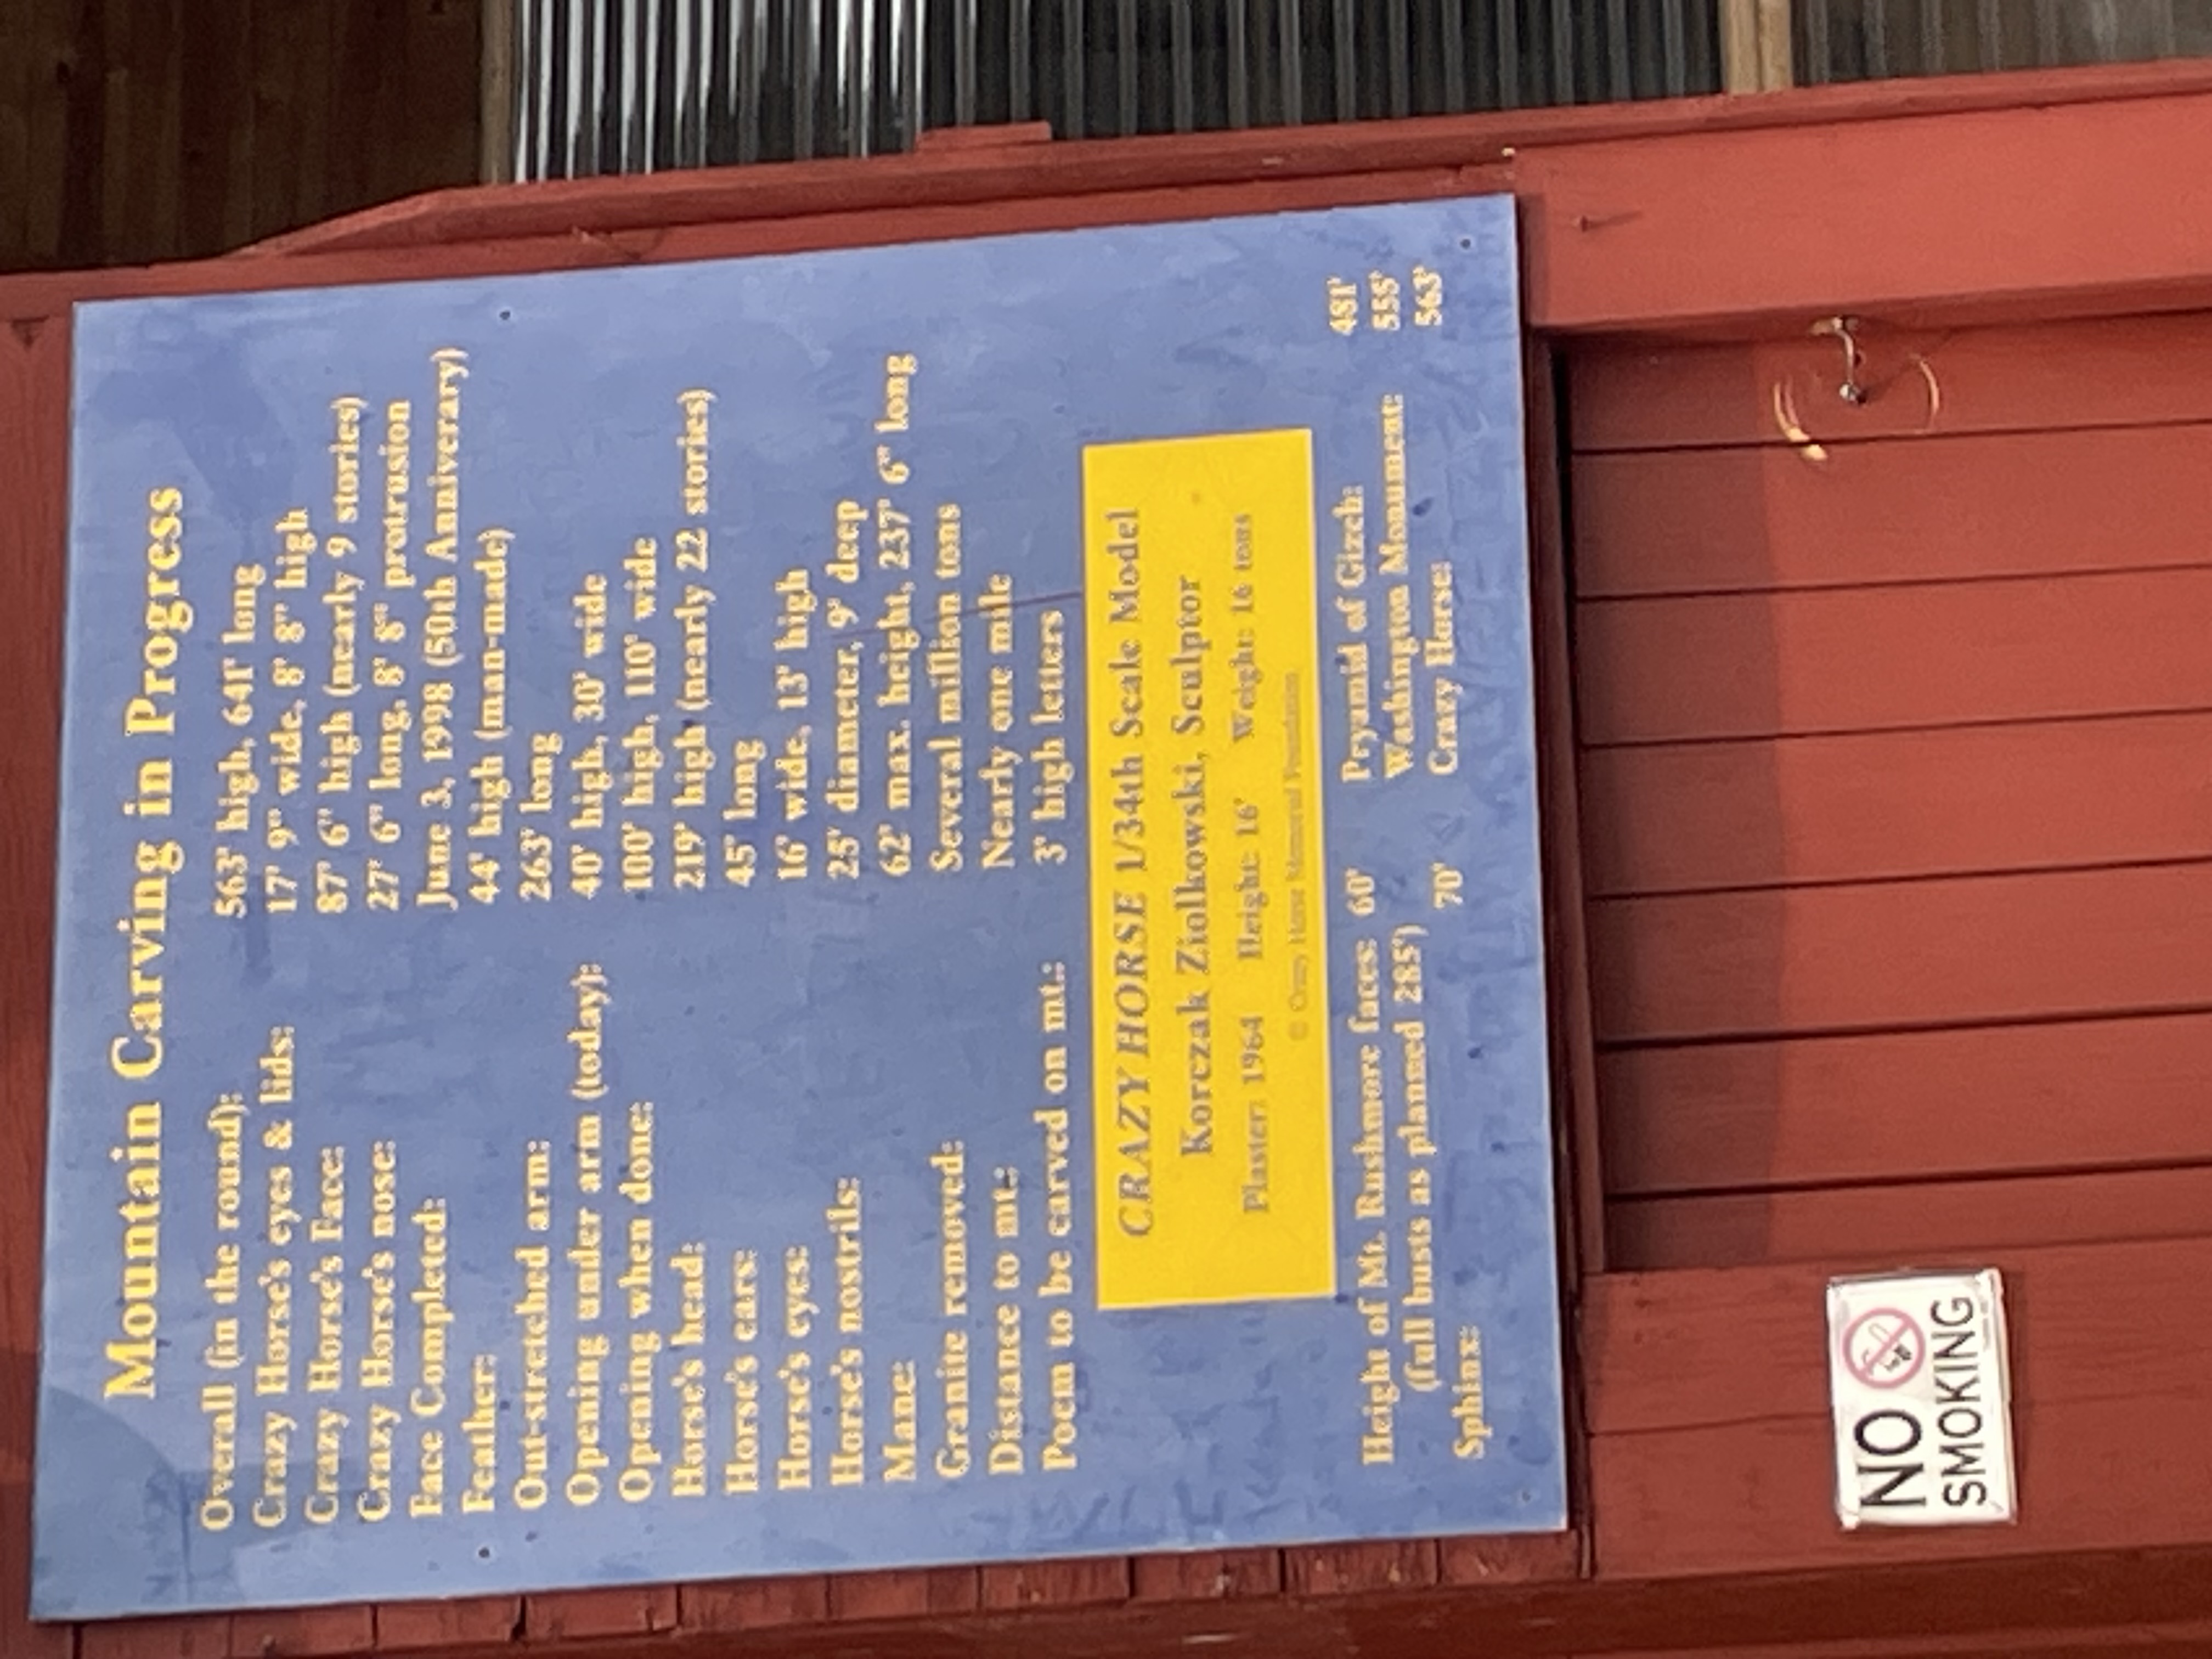 Mountain Carving in Progress
Overall (in the round): 563' high, 641' long
Crazy Horse's eyes & lids: 17' 9" wide, 8' 8" high
Crazy Horse's Face: 87' 6" high (nearly 9 stories)
Crazy Horse's nose: 27' 6" long, 8' 8" protrusion
Face Completed: June 3, 1998 (50th Anniverary)
Feather: 44' high (man-made)
Out-stretched arm: 263' long
Opening under arm (today): 40' high, 30' wide
Opening when done: 100' high, 110' wide
Horse's head: 219' high (nearly 22 stories)
Horse's ears: 45' long
Horse's eyes: 16' wide, 13' high
Horse's nostrils: 25' diameter, 9' deep
Mane: 62' max. height, 237' 6" long
Granite removed: Several million tons
Distance to mt.: Nearly one mile
Poem to be carved on mt.: 3' high letters
CRAZY HORSE 1/34th Scale Model
Korczak Ziolkowski, Sculptor
Plaster: 1964 Height: 16' Weight: 16 tons
© Crazy Horse Memorial Foundation
Height of Mt. Rushmore faces: 60'
(full busts as planned 285')
Sphinx: 70'
Pryamid of Gizeh: 481'
Washington Monument: 555'
Crazy Horse: 563'
NO
SMOKING